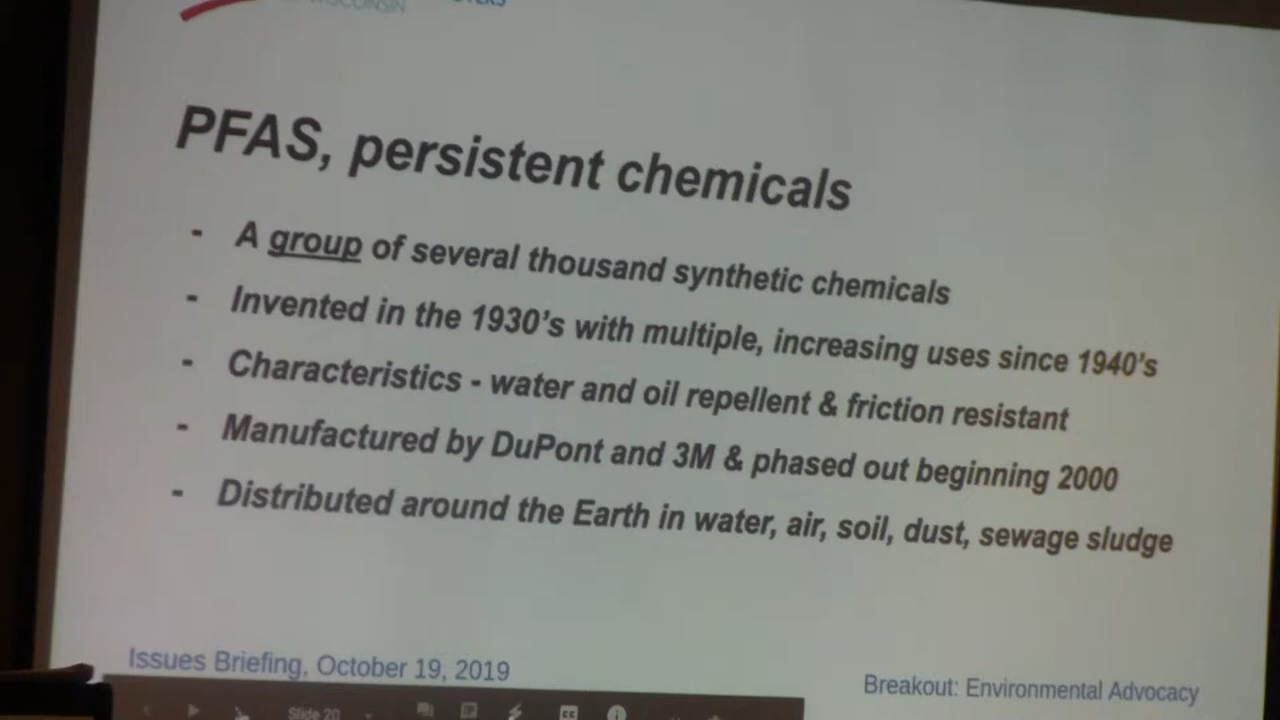 WISCONSIN
PFAS, persistent chemicals
- A group of several thousand synthetic chemicals
- Invented in the 1930's with multiple, increasing uses since 1940's
- Characteristics - water and oil repellent & friction resistant
- Manufactured by DuPont and 3M & phased out beginning 2000
- Distributed around the Earth in water, air, soil, dust, sewage sludge
Issues Briefing, October 19, 2019
Breakout: Environmental Advocacy
Slide 20
CC